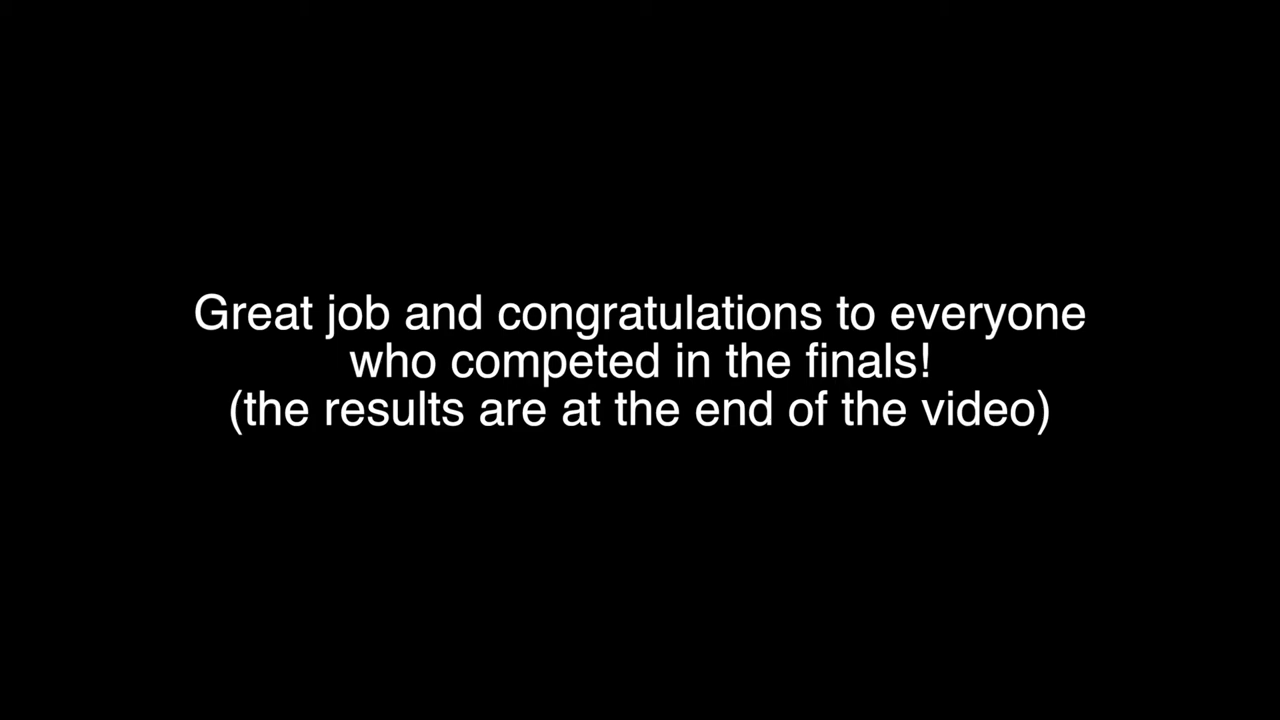 Great job and congratulations to everyone
who competed in the finals!
(the results are at the end of the video)